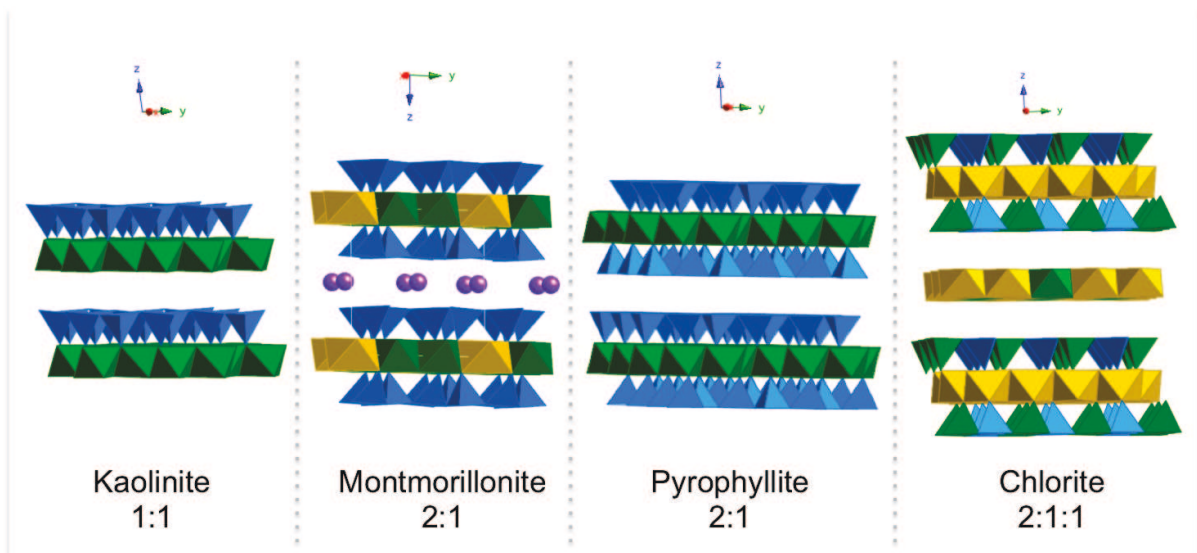 z
y
y
z
z
y
z
y
Kaolinite
1:1
Montmorillonite
2:1
Pyrophyllite
2:1
Chlorite
2:1:1